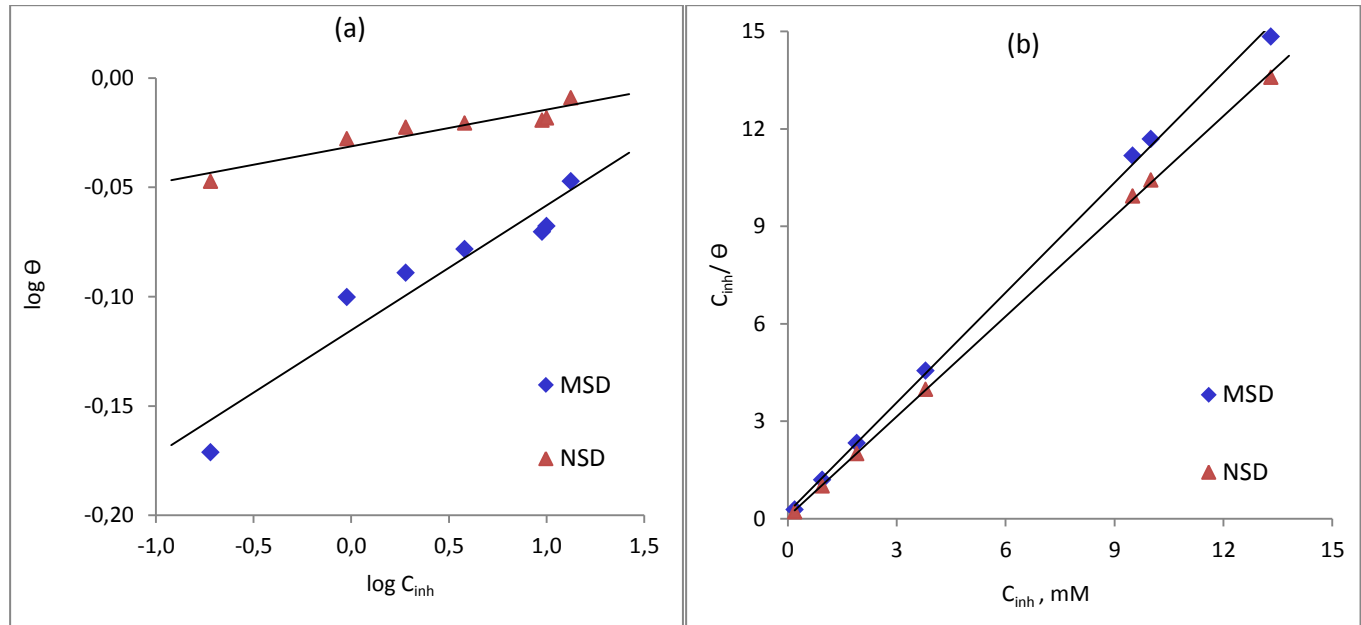 (a)
0,00
-0,05
-0,10
-0,15
-0,20
-1,0 -0,5 0,0 0,5 1,0 1,5
log Θ
log Cinh
MSD
NSD
(b)
15
12
9
6
3
0
0 3 6 9 12 15
Cinh/ Θ
Cinh , mM
MSD
NSD